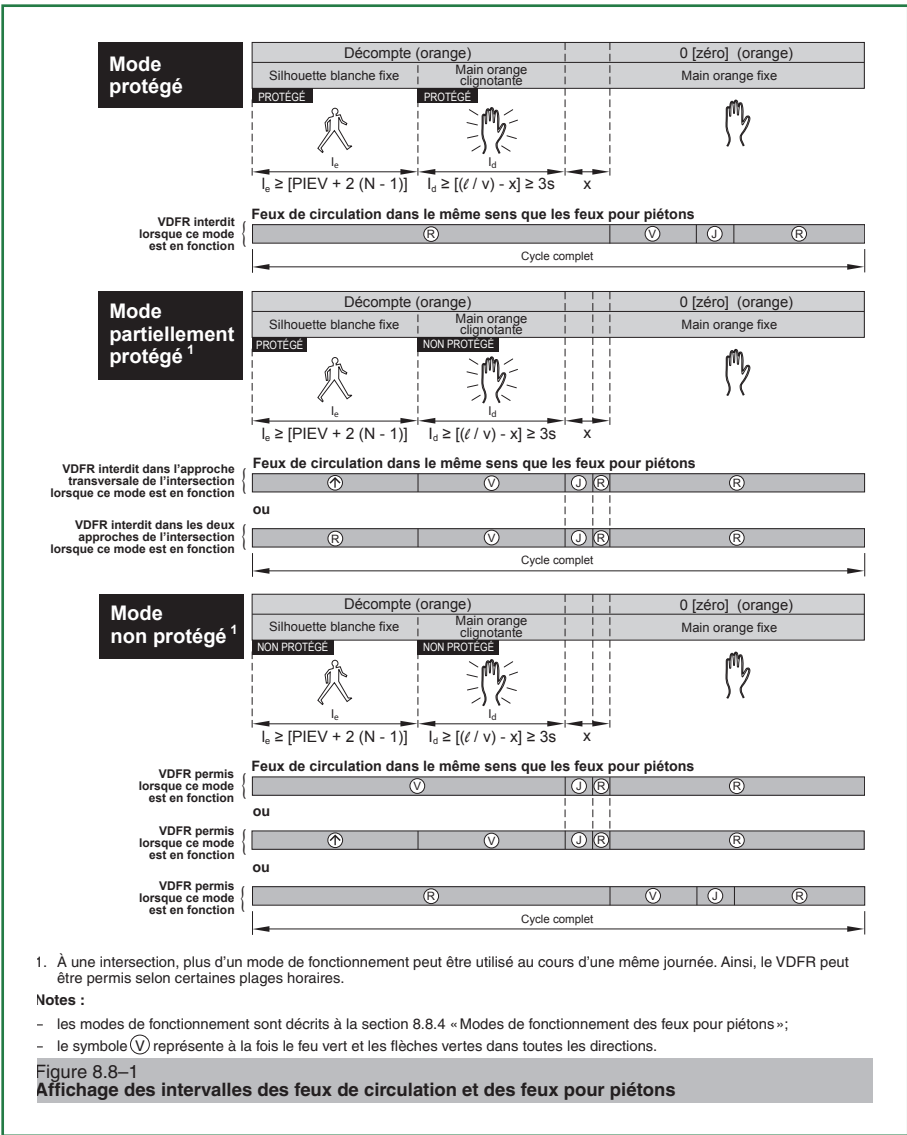 Mode
protégé
Décompte (orange)
0 [zéro] (orange)
Silhouette blanche fixe
Main orange
clignotante
Main orange fixe
PROTÉGÉ
PROTÉGÉ
Ie
Id
Ie ≥ [PIEV + 2 (N - 1)]
Id ≥ [(ℓ / v) - x] ≥ 3s
x
Feux de circulation dans le même sens que les feux pour piétons
VDFR interdit
lorsque ce mode
est en fonction
R
V
J
R
Cycle complet
Mode
partiellement
protégé 1
Décompte (orange)
0 [zéro] (orange)
Silhouette blanche fixe
Main orange
clignotante
Main orange fixe
PROTÉGÉ
NON PROTÉGÉ
Ie
Id
Ie ≥ [PIEV + 2 (N - 1)]
Id ≥ [(ℓ / v) - x] ≥ 3s
x
Feux de circulation dans le même sens que les feux pour piétons
VDFR interdit dans l'approche
transversale de l'intersection
lorsque ce mode est en fonction
V
J
R
R
ou
VDFR interdit dans les deux
approches de l'intersection
lorsque ce mode est en fonction
R
V
J
R
R
Cycle complet
Mode
non protégé 1
Décompte (orange)
0 [zéro] (orange)
Silhouette blanche fixe
Main orange
clignotante
Main orange fixe
NON PROTÉGÉ
NON PROTÉGÉ
Ie
Id
Ie ≥ [PIEV + 2 (N - 1)]
Id ≥ [(ℓ / v) - x] ≥ 3s
x
Feux de circulation dans le même sens que les feux pour piétons
VDFR permis
lorsque ce mode
est en fonction
V
J
R
R
ou
VDFR permis
lorsque ce mode
est en fonction
V
J
R
R
ou
VDFR permis
lorsque ce mode
est en fonction
R
V
J
R
Cycle complet
1. À une intersection, plus d'un mode de fonctionnement peut être utilisé au cours d'une même journée. Ainsi, le VDFR peut
être permis selon certaines plages horaires.
Notes :
– les modes de fonctionnement sont décrits à la section 8.8.4 «Modes de fonctionnement des feux pour piétons»;
– le symbole V représente à la fois le feu vert et les flèches vertes dans toutes les directions.
Figure 8.8–1
Affichage des intervalles des feux de circulation et des feux pour piétons